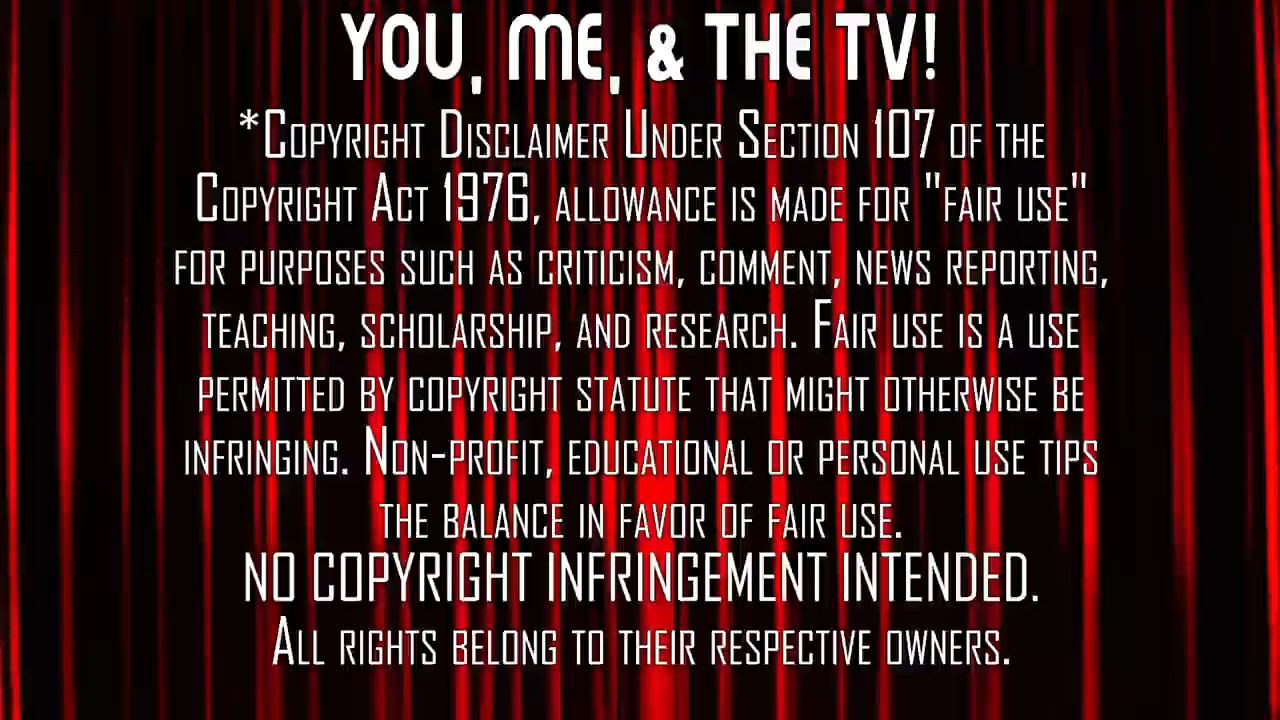 YOU, ME, & THE TV!
*Copyright Disclaimer Under Section 107 of the
Copyright Act 1976, allowance is made for "fair use"
for purposes such as criticism, comment, news reporting,
teaching, scholarship, and research. Fair use is a use
permitted by copyright statute that might otherwise be
infringing. Non-profit, educational or personal use tips
the balance in favor of fair use.
NO COPYRIGHT INFRINGEMENT INTENDED.
All rights belong to their respective owners.